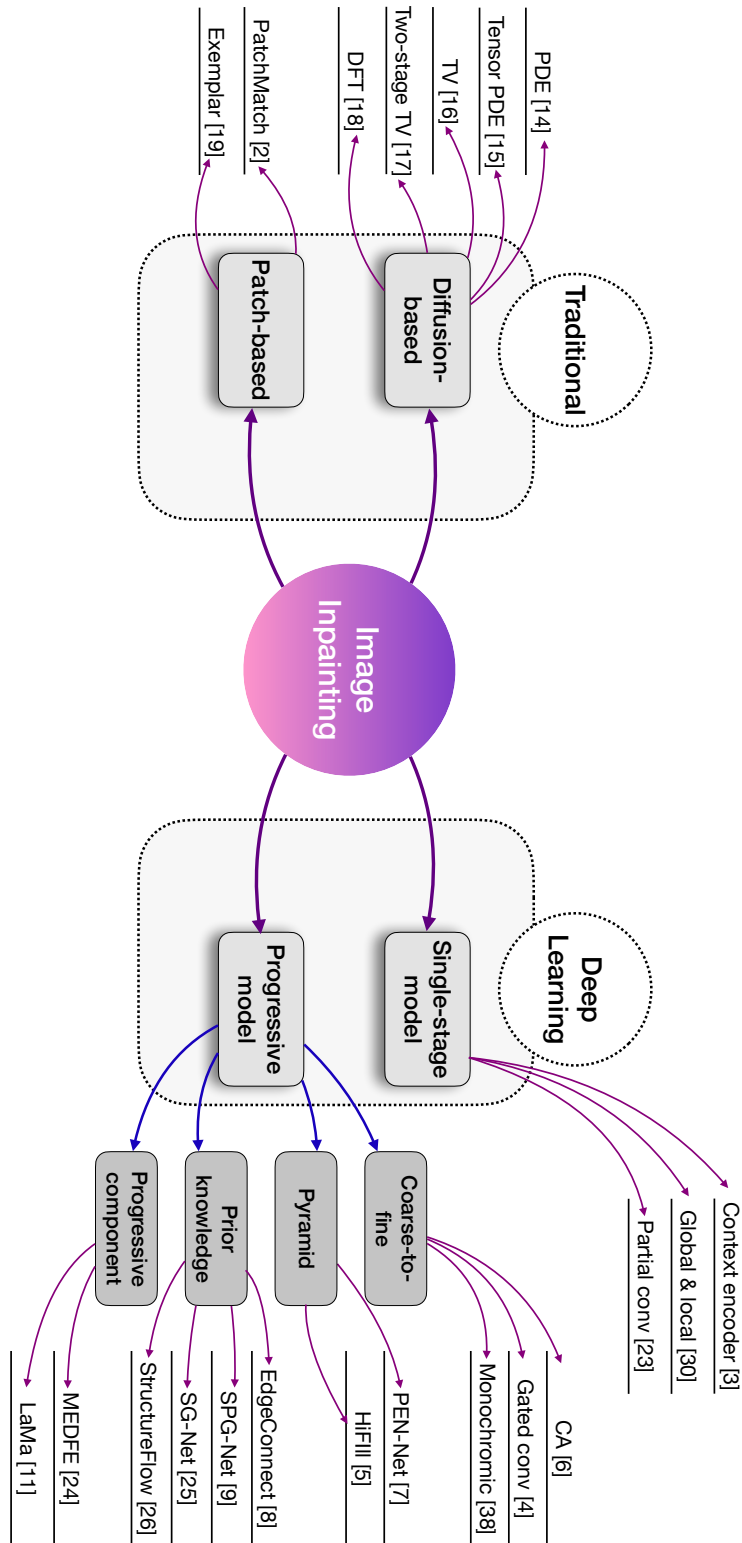 PDE [14]
Tensor PDE [15]
TV [16]
Two-stage TV [17]
DFT [18]
PatchMatch [2]
Exemplar [19]
Traditional
Diffusion-
based
Patch-based
Image
Inpainting
Deep
Learning
Single-stage
model
Progressive
model
Coarse-to-
fine
Pyramid
Prior
knowledge
Progressive
component
Context encoder [3]
Global & local [30]
Partial conv [23]
CA [6]
Gated conv [4]
Monochromic [38]
PEN-Net [7]
HiFIll [5]
EdgeConnect [8]
SPG-Net [9]
SG-Net [25]
StructureFlow [26]
MEDFE [24]
LaMa [11]